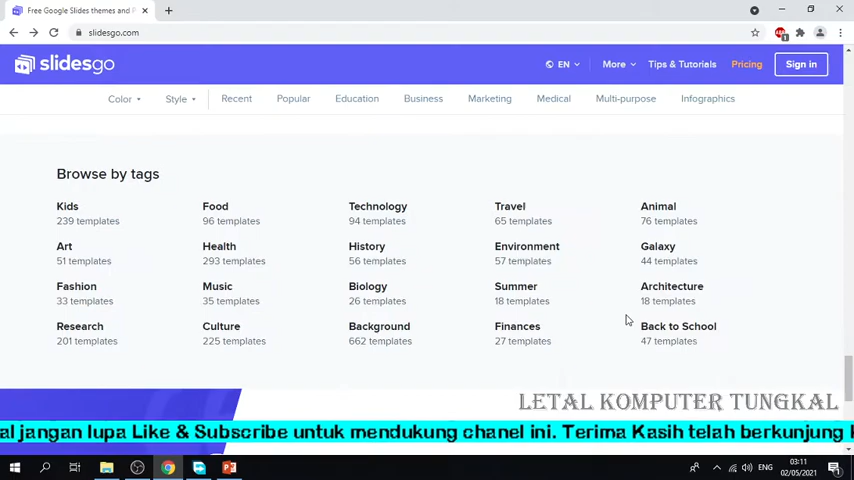 Free Google Slides themes and P
slidesgo.com
slidesgo
EN
More
Tips & Tutorials
Pricing
Sign in
Color
Style
Recent
Popular
Education
Business
Marketing
Medical
Multi-purpose
Infographics
Browse by tags
Kids
239 templates
Food
96 templates
Technology
94 templates
Travel
65 templates
Animal
76 templates
Art
51 templates
Health
293 templates
History
56 templates
Environment
57 templates
Galaxy
44 templates
Fashion
33 templates
Music
35 templates
Biology
26 templates
Summer
18 templates
Architecture
18 templates
Research
201 templates
Culture
225 templates
Background
662 templates
Finances
27 templates
Back to School
47 templates
LETAL KOMPUTER TUNGKAL
al jangan lupa Like & Subscribe untuk mendukung chanel ini. Terima Kasih telah berkunjung
ENG
03:11
02/05/2021